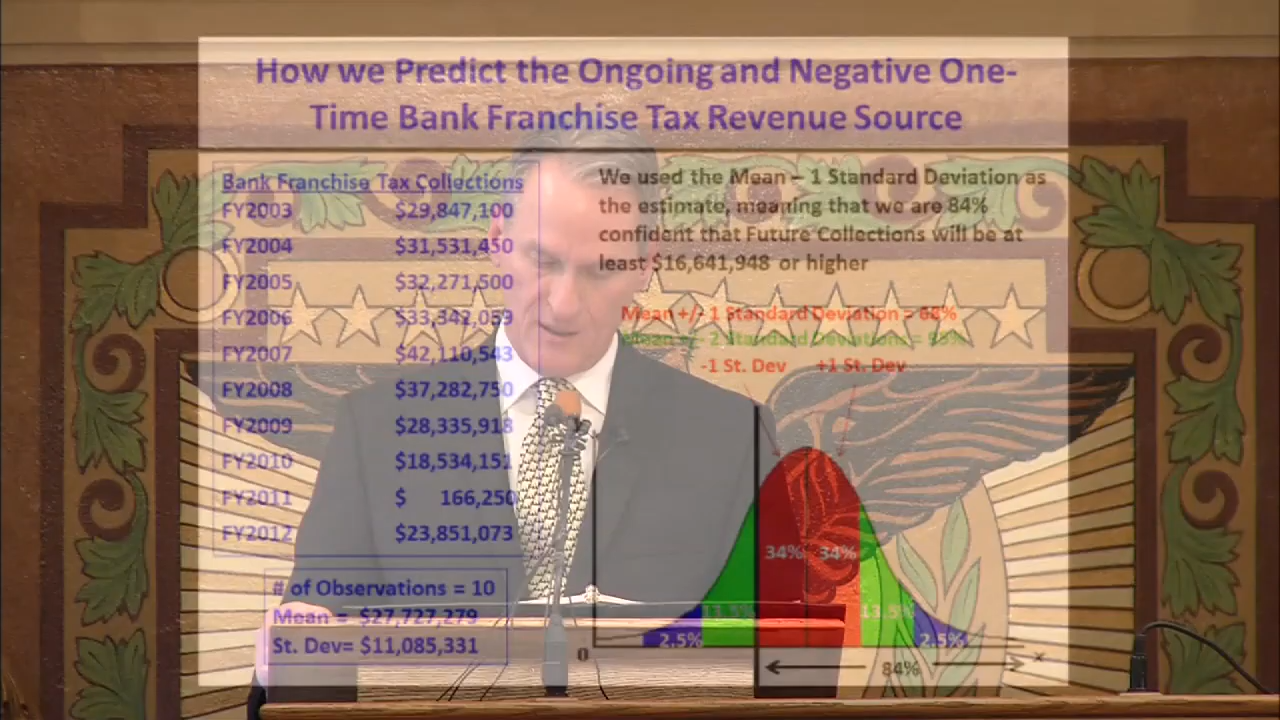 How we Predict the Ongoing and Negative One-
Time Bank Franchise Tax Revenue Source
Bank Franchise Tax Collections
FY2003 $29,847,100
FY2004 $31,531,450
FY2005 $32,271,500
FY2006 $33,342,059
FY2007 $42,110,543
FY2008 $37,282,750
FY2009 $28,335,918
FY2010 $18,534,151
FY2011 $ 166,250
FY2012 $23,851,073
# of Observations = 10
Mean = $27,727,279
St. Dev= $11,085,331
We used the Mean – 1 Standard Deviation as
the estimate, meaning that we are 84%
confident that Future Collections will be at
least $16,641,948 or higher
Mean +/- 1 Standard Deviation = 68%
Mean +/- 2 Standard Deviations = 95%
-1 St. Dev +1 St. Dev
34% 34%
13.5% 13.5%
2.5% 2.5%
0
84%
x